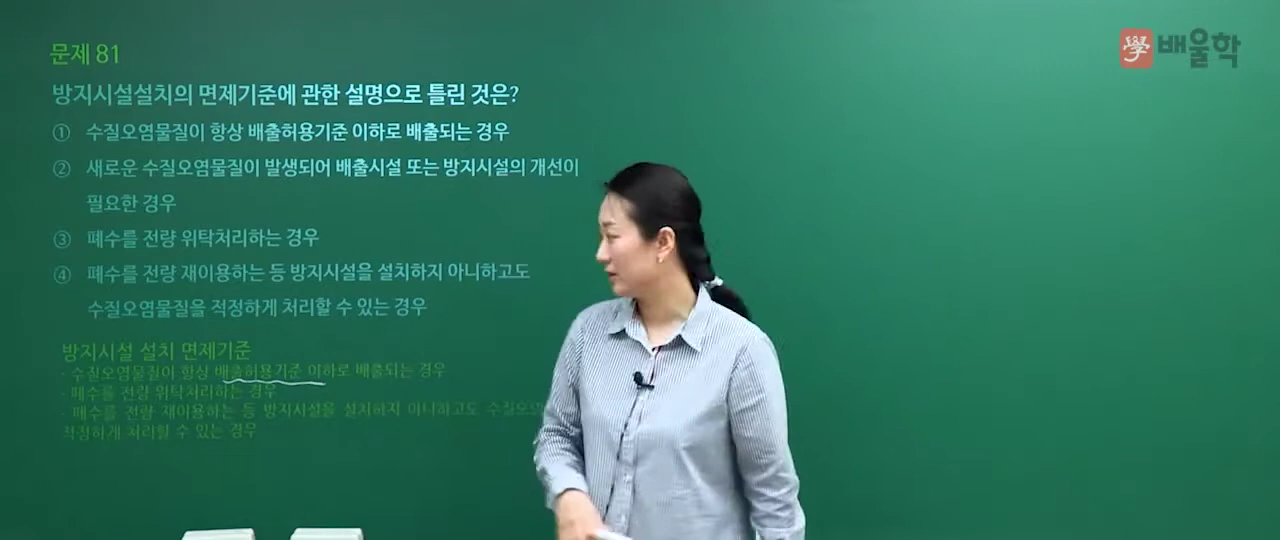 學 배울학
문제 81
방지시설설치의 면제기준에 관한 설명으로 틀린 것은?
① 수질오염물질이 항상 배출허용기준 이하로 배출되는 경우
② 새로운 수질오염물질이 발생되어 배출시설 또는 방지시설의 개선이
필요한 경우
③ 폐수를 전량 위탁처리하는 경우
④ 폐수를 전량 재이용하는 등 방지시설을 설치하지 아니하고도
수질오염물질을 적정하게 처리할 수 있는 경우
방지시설 설치 면제기준
· 수질오염물질이 항상 배출허용기준 이하로 배출되는 경우
· 폐수를 전량 위탁처리하는 경우
· 폐수를 전량 재이용하는 등 방지시설을 설치하지 아니하고도
적정하게 처리할 수 있는 경우